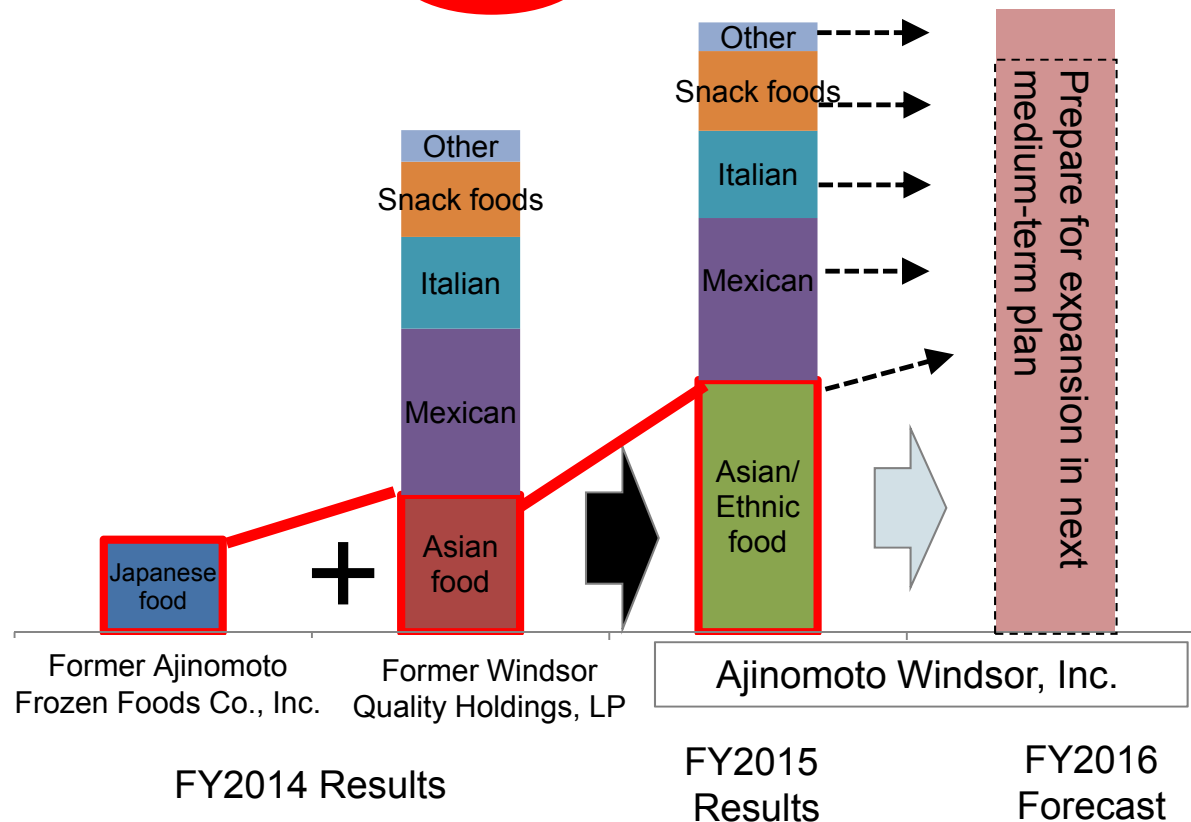 Other
Snack foods
Italian
Mexican
Asian/
Ethnic
food
Other
Snack foods
Italian
Mexican
Asian
food
Japanese
food
+
Prepare for expansion in next
medium-term plan
Former Ajinomoto
Frozen Foods Co., Inc.
Former Windsor
Quality Holdings, LP
Ajinomoto Windsor, Inc.
FY2014 Results
FY2015
Results
FY2016
Forecast